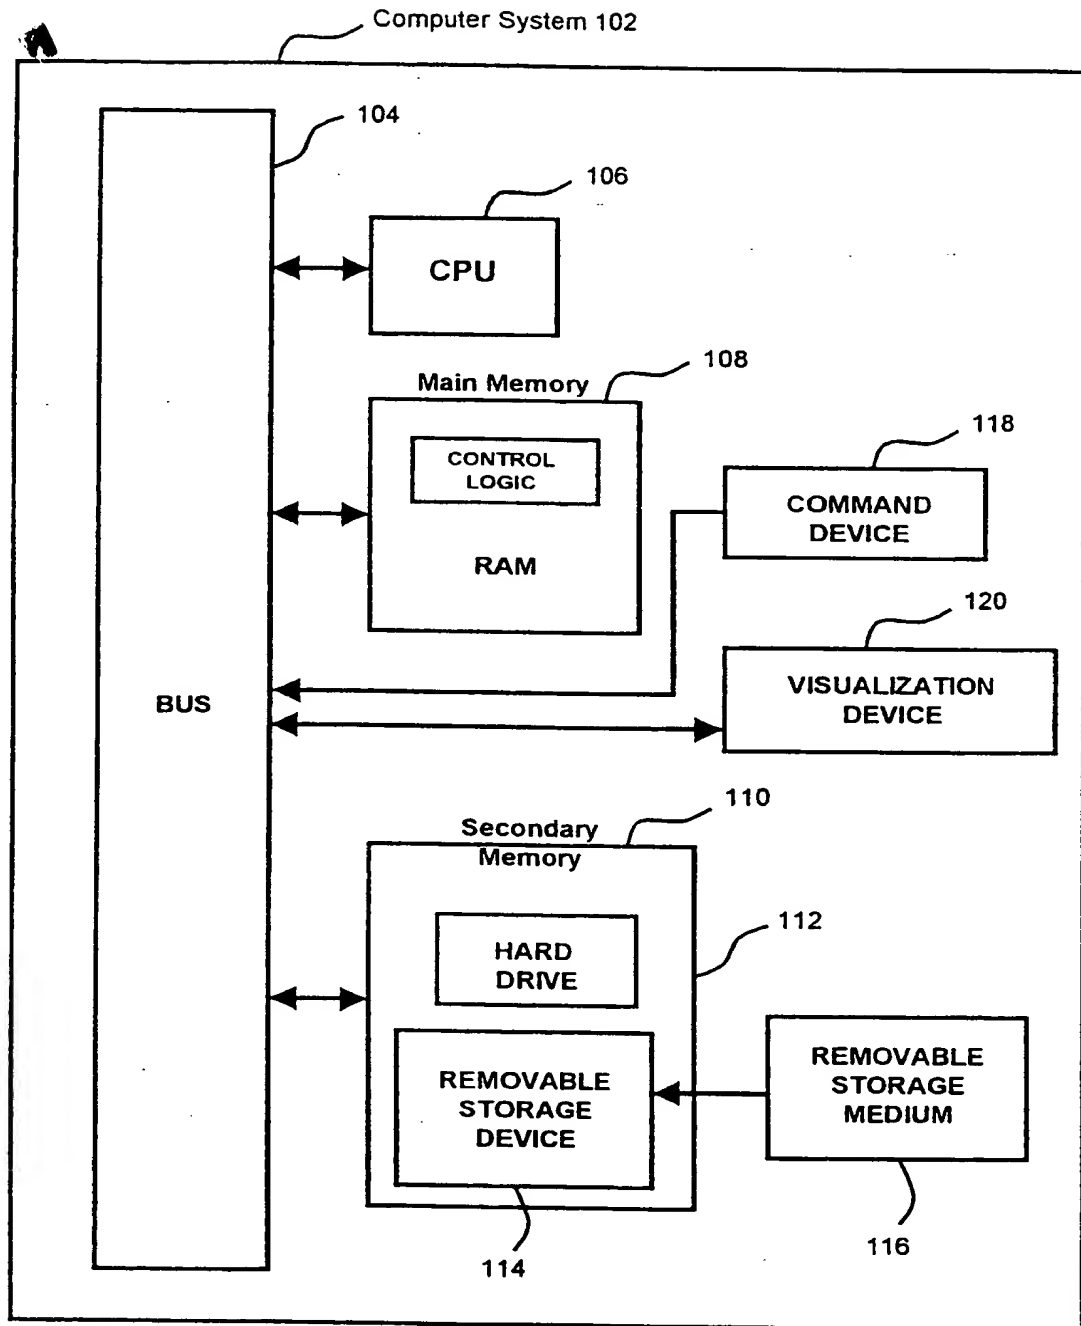 Computer System 102
104
106
CPU
108
Main Memory
CONTROL
LOGIC
RAM
118
COMMAND
DEVICE
120
VISUALIZATION
DEVICE
BUS
110
Secondary
Memory
112
HARD
DRIVE
REMOVABLE
STORAGE
DEVICE
REMOVABLE
STORAGE
MEDIUM
114
116